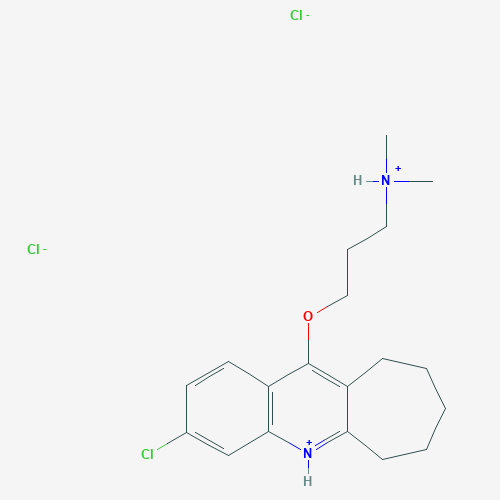 Cl -
Cl -
H N +
O
Cl
N +
H